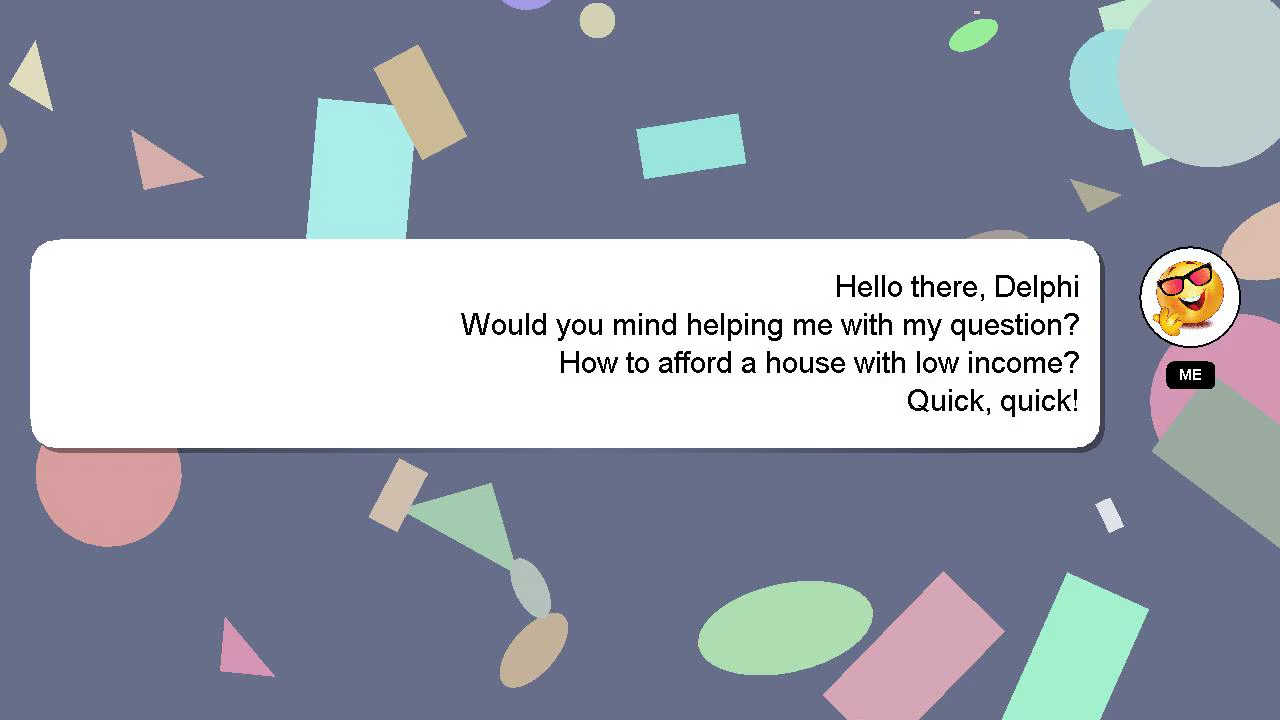 Hello there, Delphi
Would you mind helping me with my question?
How to afford a house with low income?
Quick, quick!
ME